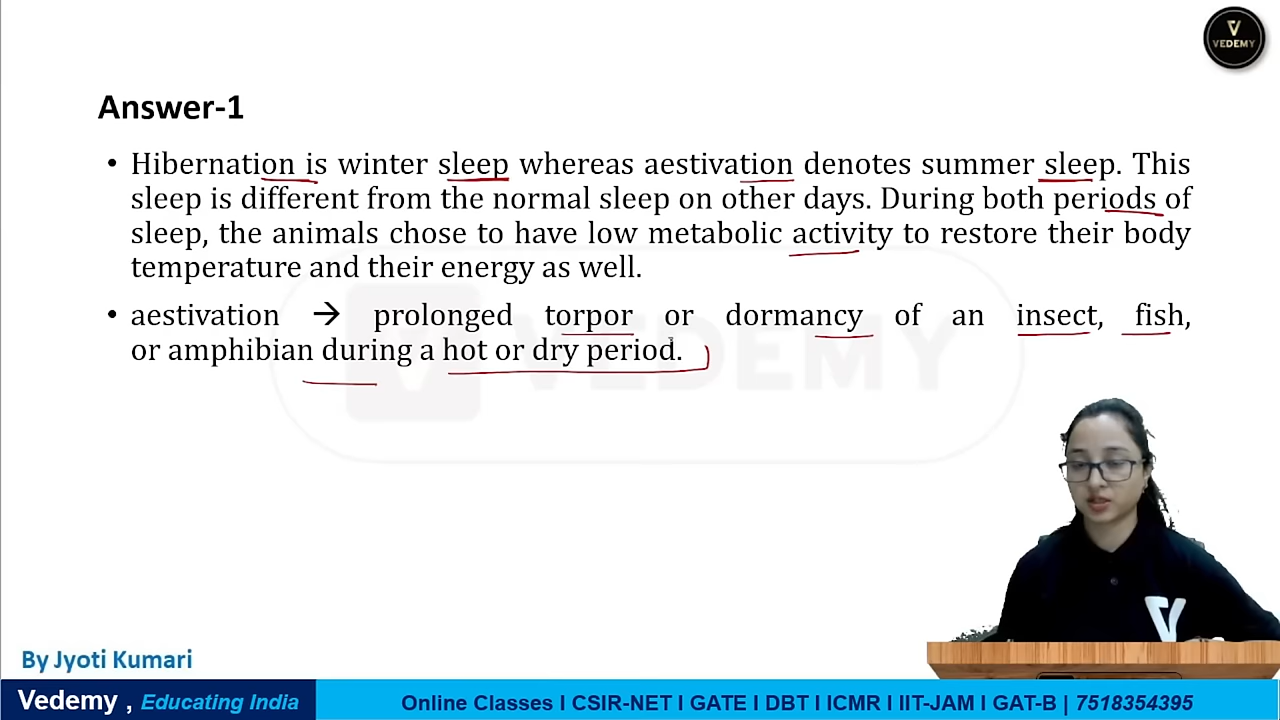 VEDEMY
Answer-1
• Hibernation is winter sleep whereas aestivation denotes summer sleep. This
sleep is different from the normal sleep on other days. During both periods of
sleep, the animals chose to have low metabolic activity to restore their body
temperature and their energy as well.
• aestivation → prolonged torpor or dormancy of an insect, fish,
or amphibian during a hot or dry period.
VEDEMY
By Jyoti Kumari
Vedemy , Educating India
Online Classes I CSIR-NET I GATE I DBT I ICMR I IIT-JAM I GAT-B | 7518354395